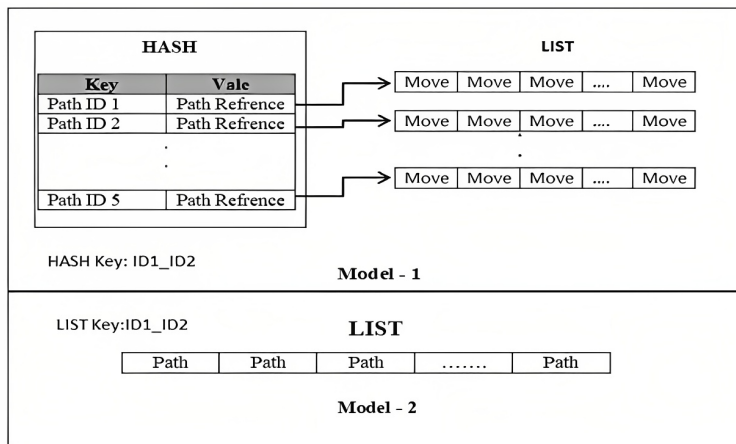 HASH
LIST
Key Vale
Move Move Move .... Move
Path ID 1 Path Refrence
Path ID 2 Path Refrence
Move Move Move .... Move
Path ID 5 Path Refrence
Move Move Move .... Move
HASH Key: ID1_ID2
Model - 1
LIST Key:ID1_ID2
LIST
Path Path Path ....... Path
Model - 2